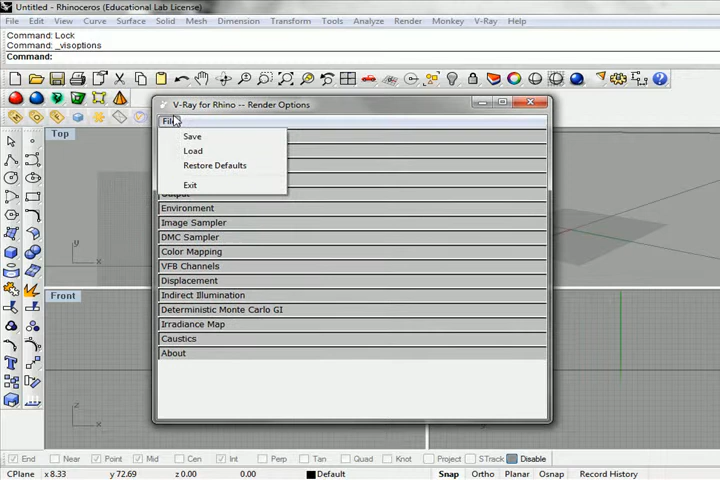 Untitled - Rhinoceros (Educational Lab License)
File Edit View Curve Surface Solid Mesh Dimension Transform Tools Analyze Render Monkey V-Ray Help
Command: Lock
Command: _visoptions
Command:
V-Ray for Rhino -- Render Options
File
Save
Load
Restore Defaults
Exit
Output
Environment
Image Sampler
DMC Sampler
Color Mapping
VFB Channels
Displacement
Indirect Illumination
Deterministic Monte Carlo GI
Irradiance Map
Caustics
About
Top
y
x
Front
z
x
End Near Point Mid Cen Int Perp Tan Quad Knot Project STrack Disable
CPlane x 8.33 y 72.69 z 0.00 0.00 Default Snap Ortho Planar Osnap Record History